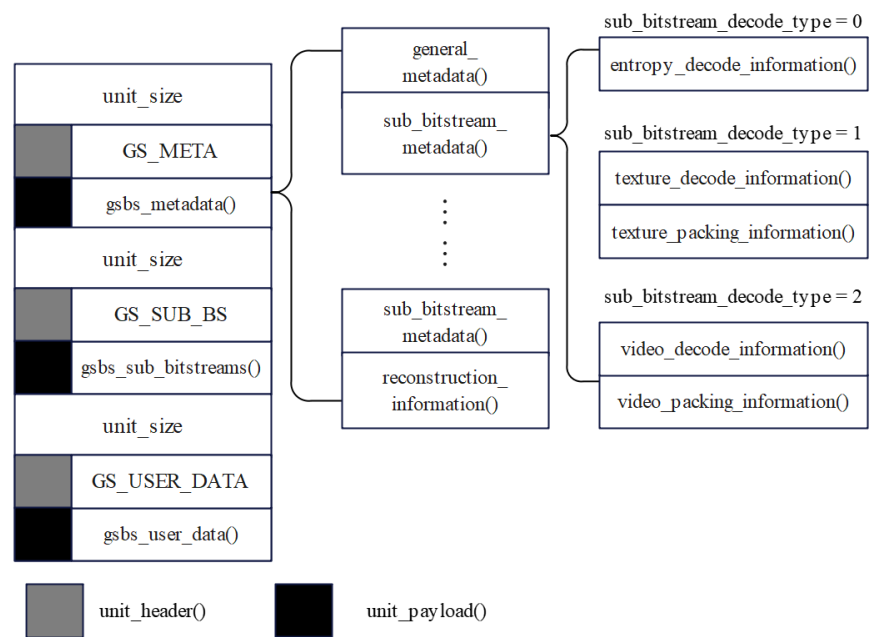 unit_size
GS_META
gsbs_metadata()
unit_size
GS_SUB_BS
gsbs_sub_bitstreams()
unit_size
GS_USER_DATA
gsbs_user_data()
general_
metadata()
sub_bitstream_
metadata()
sub_bitstream_
metadata()
reconstruction_
information()
sub_bitstream_decode_type = 0
entropy_decode_information()
sub_bitstream_decode_type = 1
texture_decode_information()
texture_packing_information()
sub_bitstream_decode_type = 2
video_decode_information()
video_packing_information()
unit_header()
unit_payload()